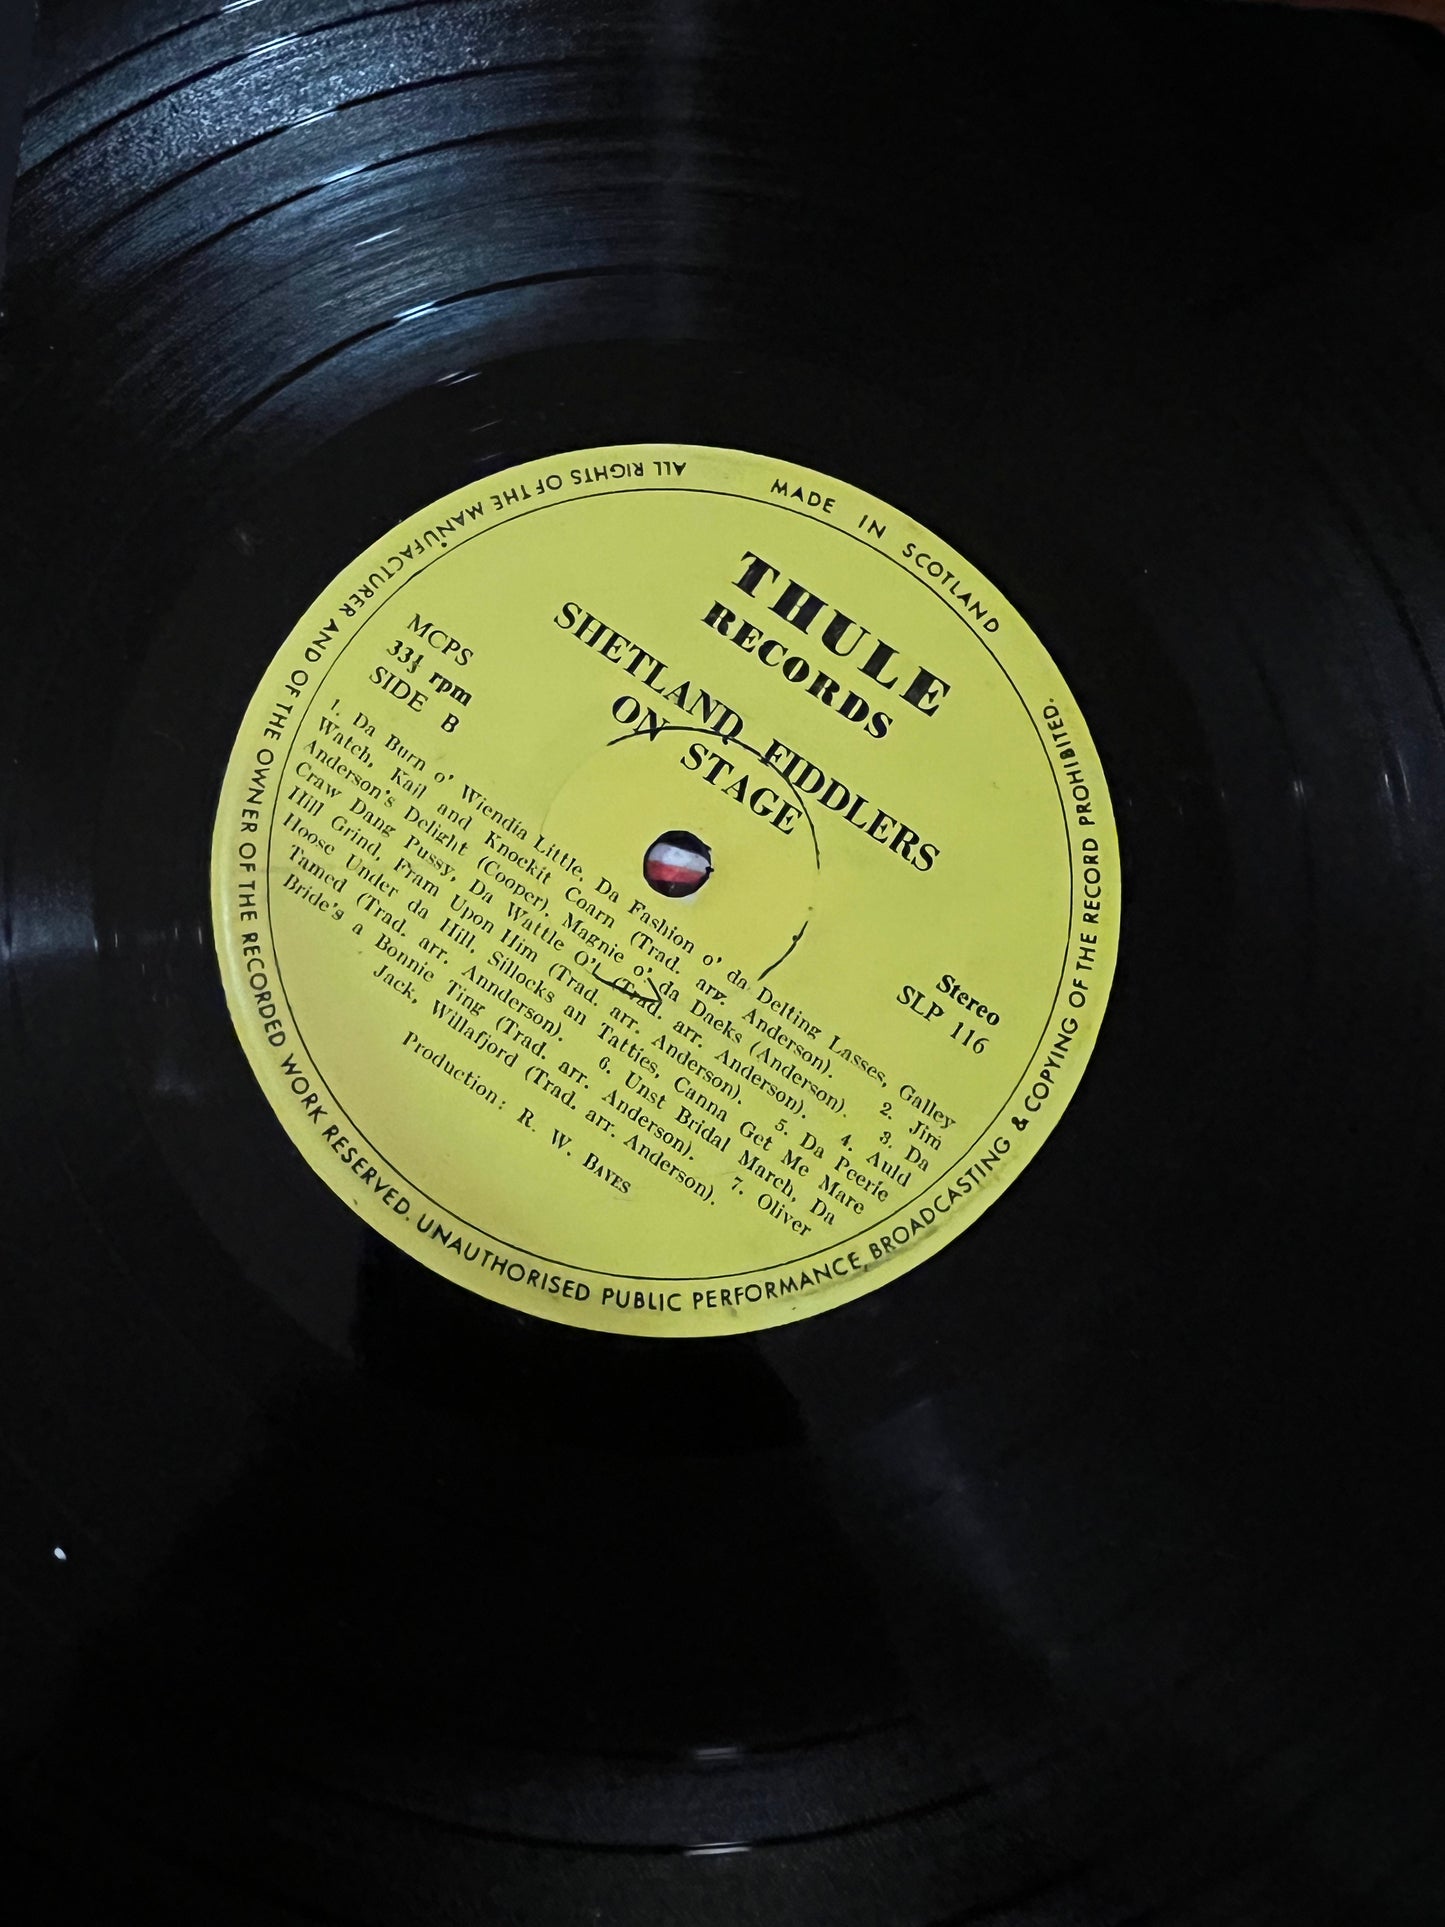 MADE IN SCOTLAND
THULE
RECORDS
SHETLAND FIDDLERS
ON STAGE
MCPS
33⅓ rpm
SIDE B
Stereo
SLP 116
1. Da Burn o' Wiendia Little, Da Fashion o' da Delting Lasses, Galley
Watch, Kail and Knockit Coarn (Trad. arr. Anderson). 2. Jim
Anderson's Delight (Cooper). Magnie o' da Daeks (Anderson). 3. Da
Craw Dang Pussy, Da Wattle O'l (Trad. arr. Anderson). 4. Auld
Hill Grind, Fram Upon Him (Trad. arr. Anderson). 5. Da Peerie
Hoose Under da Hill, Sillocks an Tatties, Canna Get Me Mare
Tamed (Trad. arr. Annderson). 6. Unst Bridal March, Da
Bride's a Bonnie Ting (Trad. arr. Anderson). 7. Oliver
Jack, Willafjord (Trad. arr. Anderson).
Production: R. W. BAYES
ALL RIGHTS OF THE MANUFACTURER AND OF THE OWNER OF THE RECORDED WORK RESERVED. UNAUTHORISED PUBLIC PERFORMANCE, BROADCASTING & COPYING OF THE RECORD PROHIBITED.